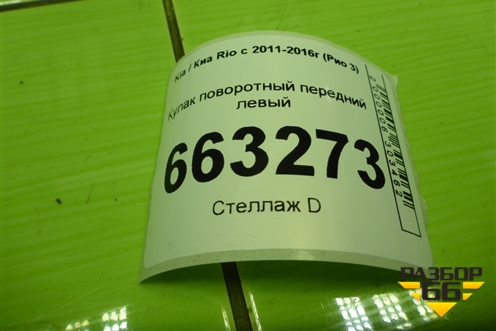 Kia / Киа Rio с 2011-2016г (Рио 3)
Кулак поворотный передний
левый
663273
Стеллаж D
РАЗБОР
66